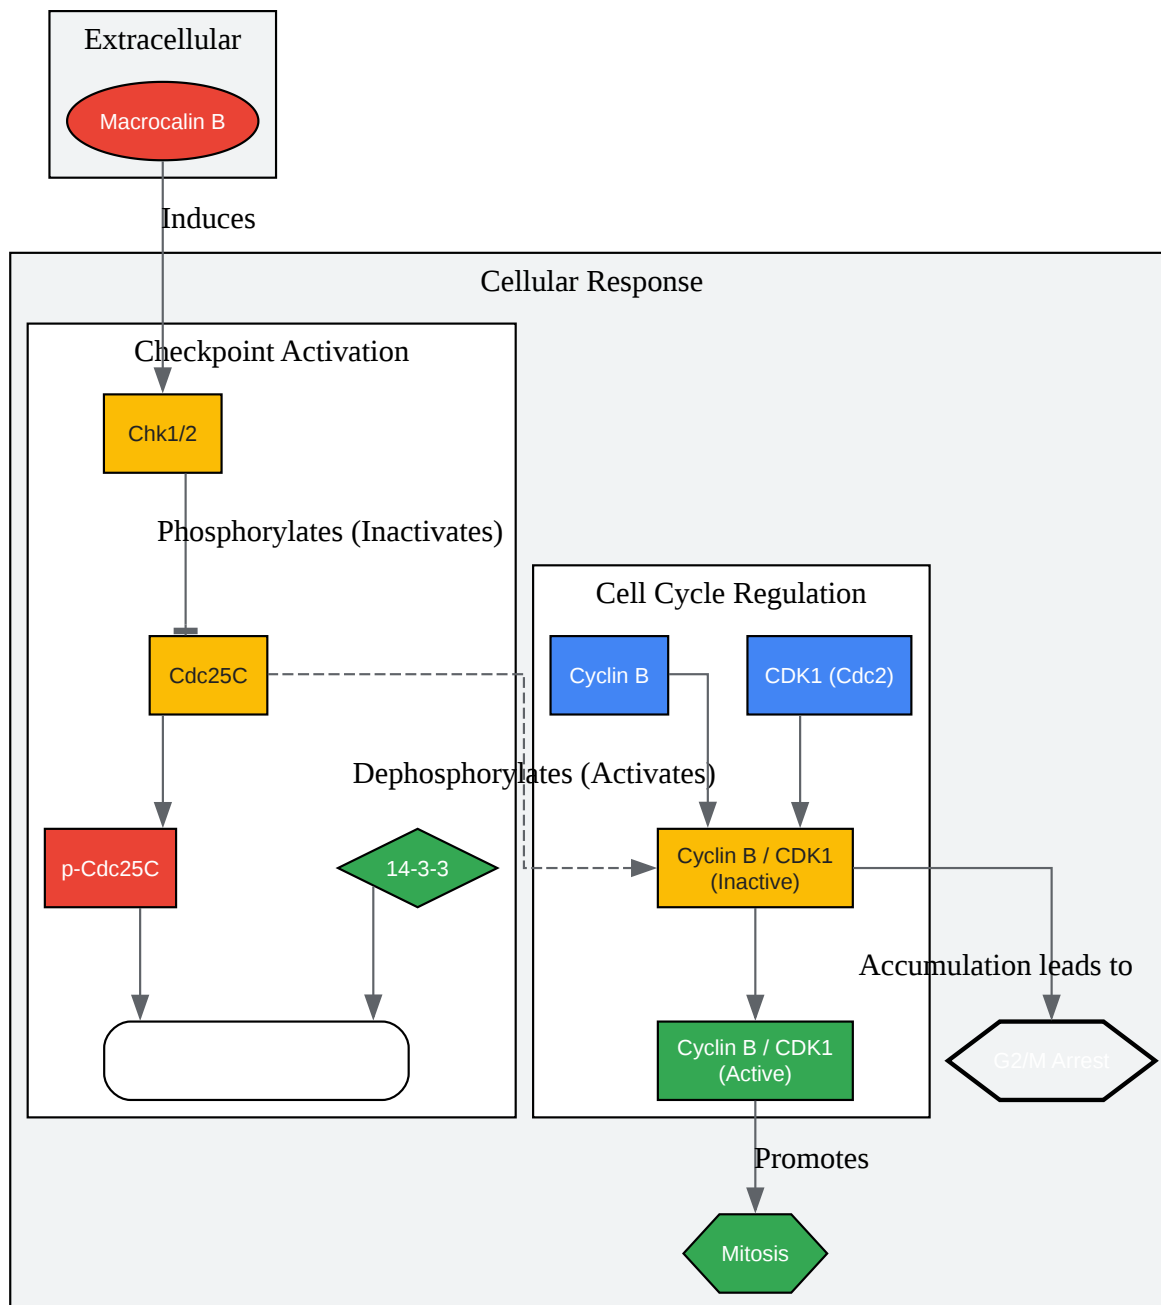 Extracellular
Macrocalin B
Induces
Cellular Response
Checkpoint Activation
Chk1/2
Phosphorylates (Inactivates)
Cell Cycle Regulation
Cdc25C
Cyclin B
CDK1 (Cdc2)
Dephosphorylates (Activates)
p-Cdc25C
14-3-3
Cyclin B / CDK1
(Inactive)
Accumulation leads to
Cyclin B / CDK1
(Active)
G2/M Arrest
Promotes
Mitosis